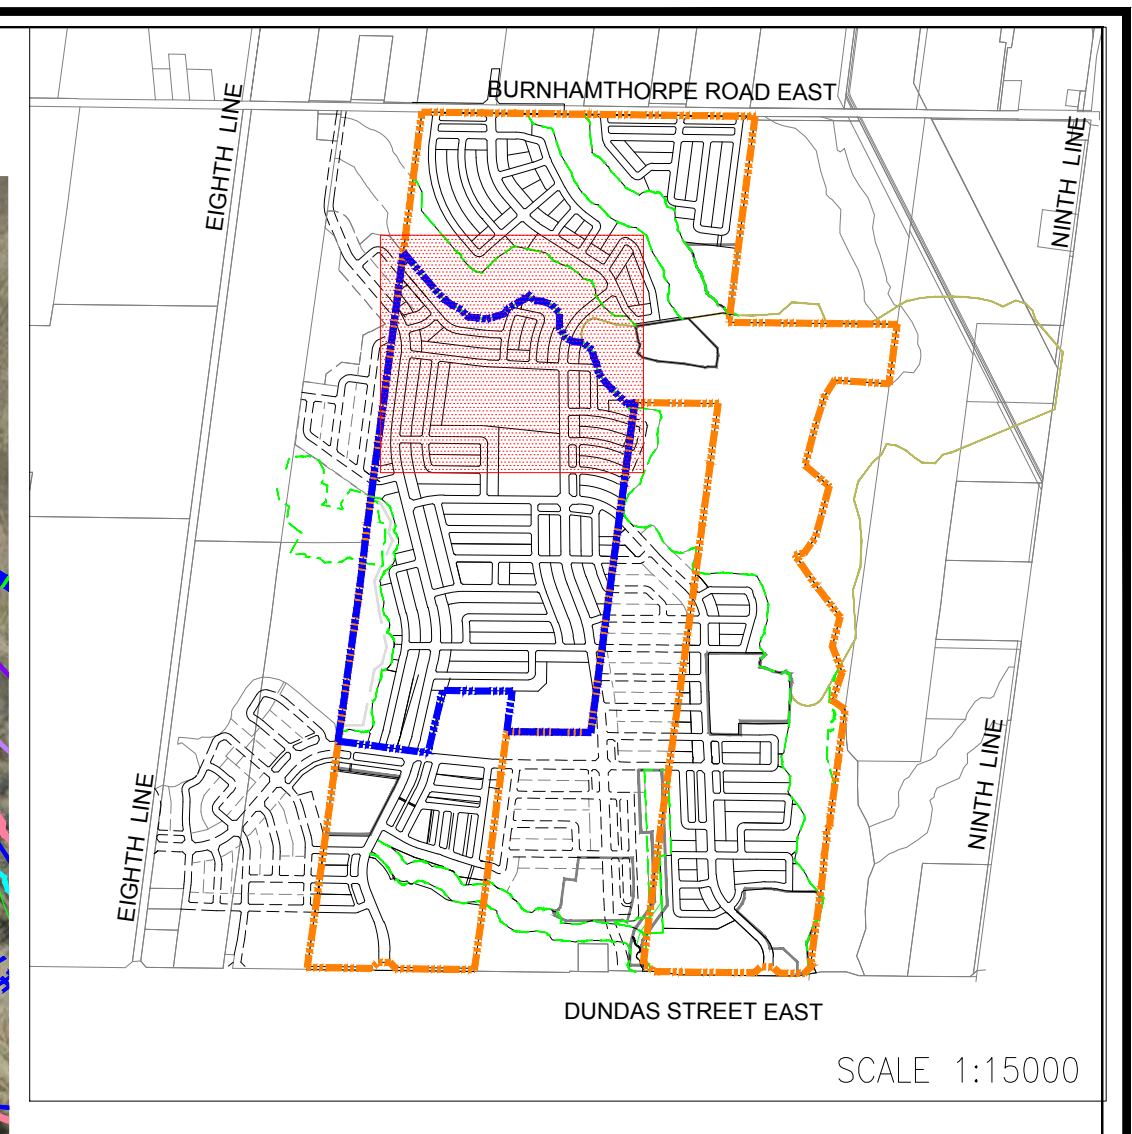 BURNHAMTHORPE ROAD EAST
EIGHTH LINE
NINTH LINE
EIGHTH LINE
NINTH LINE
DUNDAS STREET EAST
SCALE 1:15000